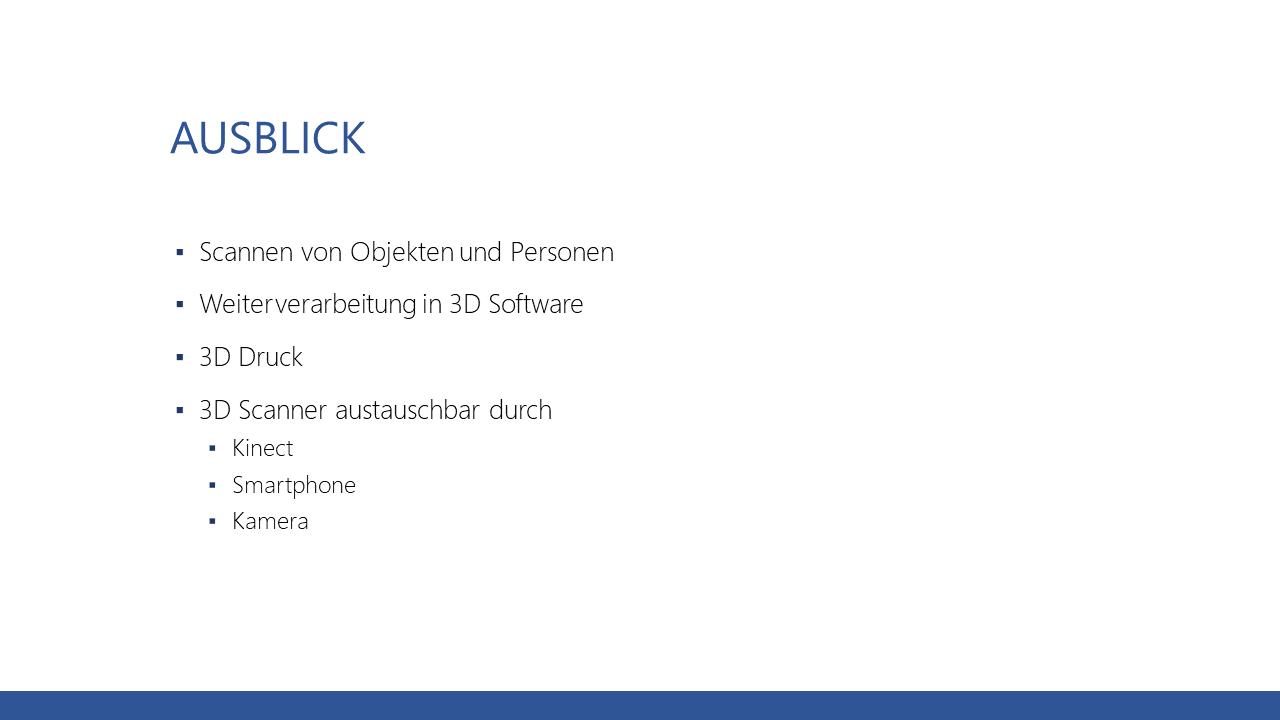 AUSBLICK
▪ Scannen von Objekten und Personen
▪ Weiterverarbeitung in 3D Software
▪ 3D Druck
▪ 3D Scanner austauschbar durch
▪ Kinect
▪ Smartphone
▪ Kamera